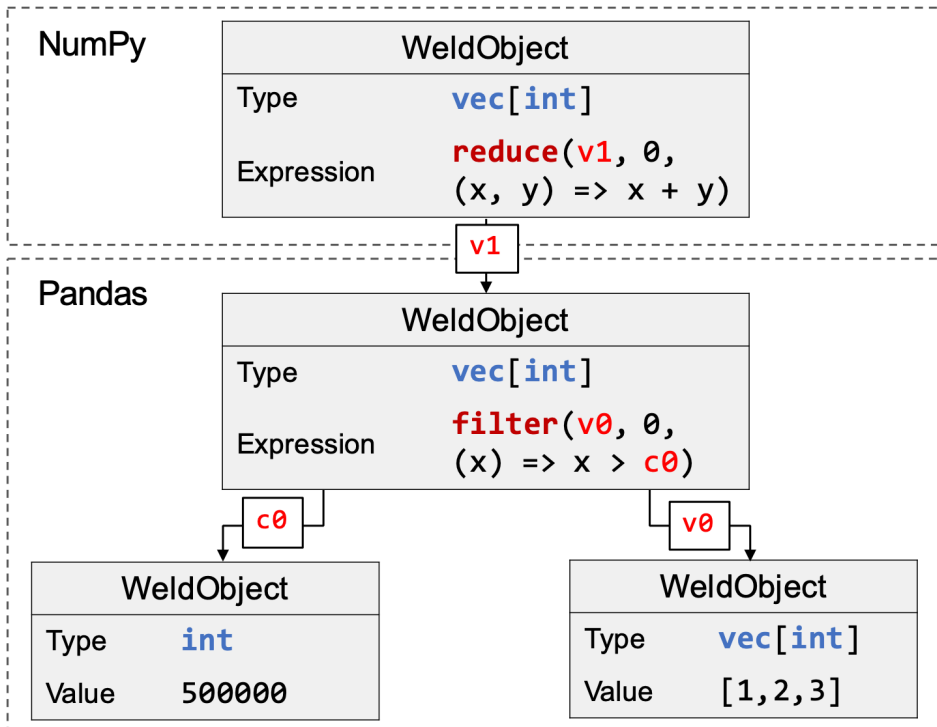 NumPy
WeldObject
Type vec[int]
Expression reduce(v1, 0,
(x, y) => x + y)
v1
Pandas
WeldObject
Type vec[int]
Expression filter(v0, 0,
(x) => x > c0)
c0
v0
WeldObject
Type int
Value 500000
WeldObject
Type vec[int]
Value [1,2,3]